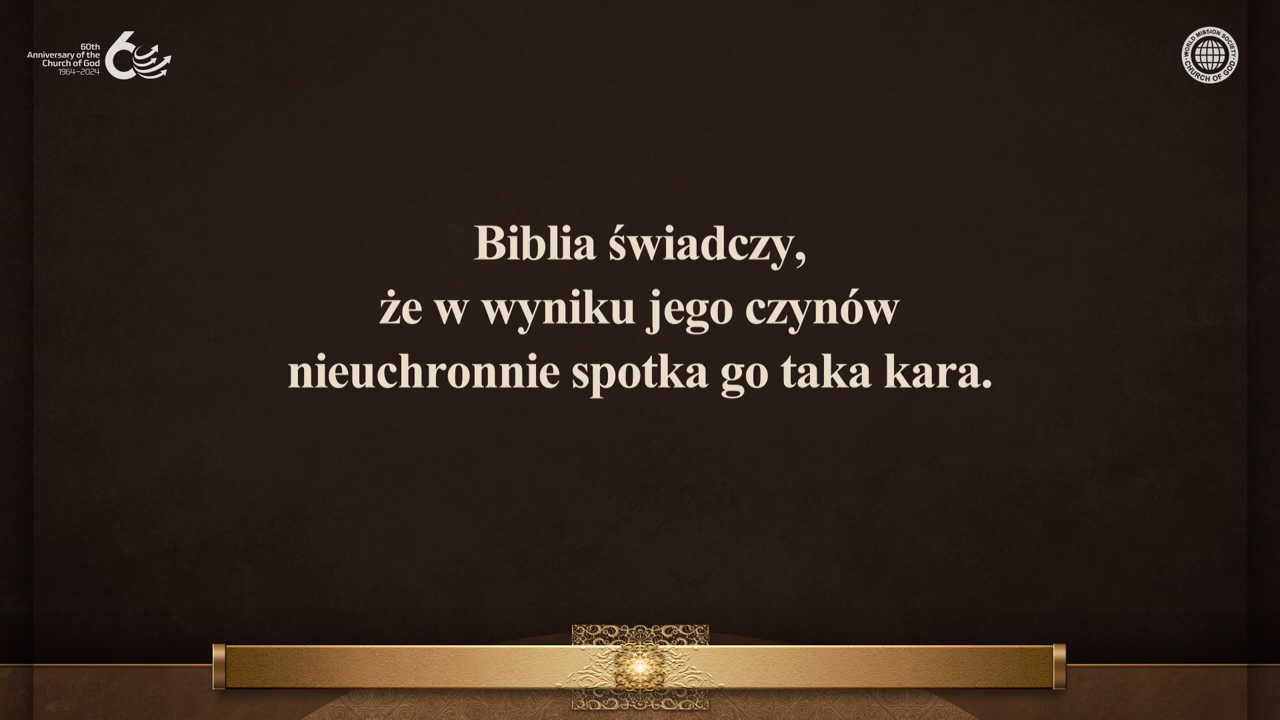 60th
Anniversary of the
Church of God
1964–2024
60
WORLD MISSION SOCIETY
CHURCH OF GOD
Biblia świadczy,
że w wyniku jego czynów
nieuchronnie spotka go taka kara.